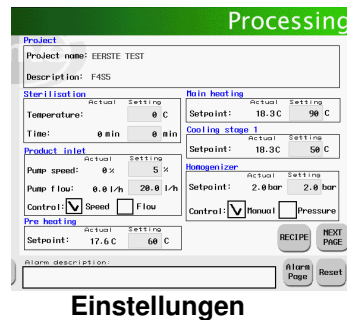 Processing
Project
Project name: EERSTE TEST
Description: F4S5
Sterilisation
Actual Setting
Temperature: 0 C
Time: 0 min 0 min
Product inlet
Actual Setting
Pump speed: 0 % 5 %
Pump flow: 0.0 l/h 20.0 l/h
Control: Speed Flow
Pre heating
Actual Setting
Setpoint: 17.6 C 60 C
Main heating
Actual Setting
Setpoint: 18.3 C 90 C
Cooling stage 1
Actual Setting
Setpoint: 18.3C 50 C
Homogenizer
Actual Setting
Setpoint: 2.0 bar 2.0 bar
Control: Manual Pressure
RECIPE
NEXT PAGE
Alarm description:
Alarm Page
Reset
Einstellungen